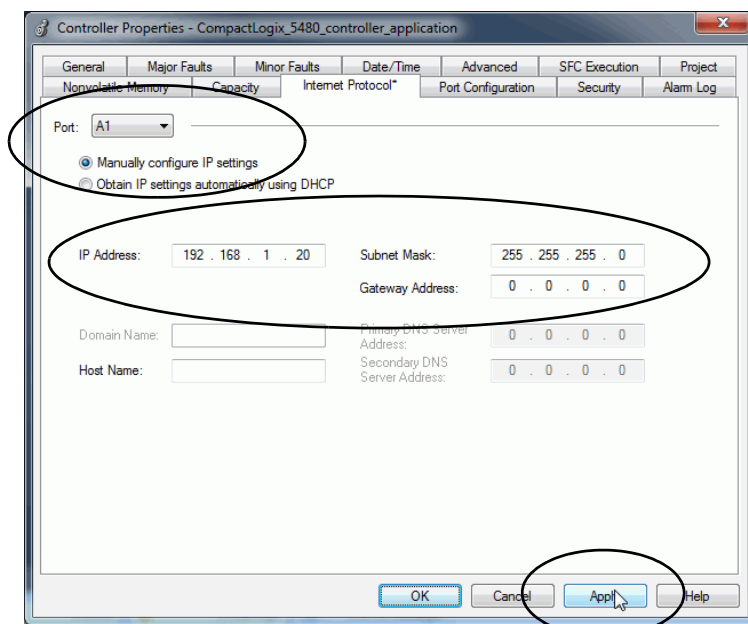 Controller Properties - CompactLogix_5480_controller_application
General Major Faults Minor Faults Date/Time Advanced SFC Execution Project
Nonvolatile Memory Capacity Internet Protocol* Port Configuration Security Alarm Log
Port: A1
Manually configure IP settings
Obtain IP settings automatically using DHCP
IP Address: 192 . 168 . 1 . 20 Subnet Mask: 255 . 255 . 255 . 0
Gateway Address: 0 . 0 . 0 . 0
Domain Name: Primary DNS Server Address: 0 . 0 . 0 . 0
Host Name: Secondary DNS Server Address: 0 . 0 . 0 . 0
OK Cancel Apply Help